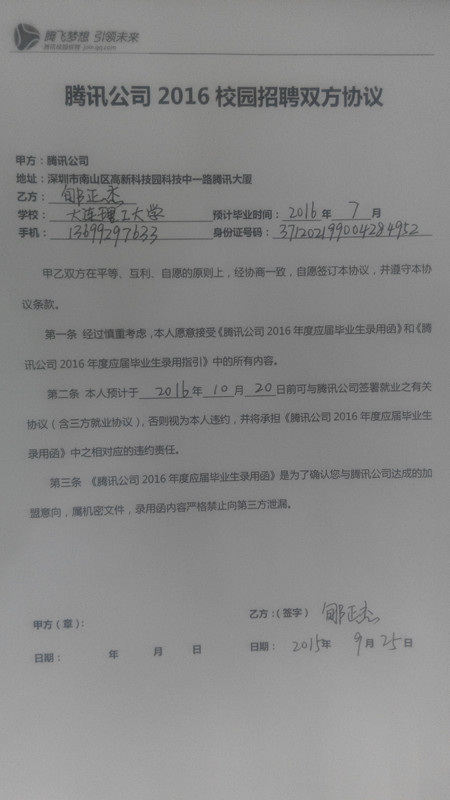 腾飞梦想 引领未来
join.qq.com
腾讯公司 2016 校园招聘双方协议
甲方：腾讯公司
地址：深圳市南山区高新科技园科技中一路腾讯大厦
乙方：郇正杰
学校：大连理工大学 预计毕业时间：2016 年 7 月
手机：13699297633 身份证号码：371202199004284952
甲乙双方在平等、互利、自愿的原则上，经协商一致，自愿签订本协议，并遵守本协
议条款。
第一条 经过慎重考虑，本人愿意接受《腾讯公司 2016 年度应届毕业生录用函》和《腾
讯公司 2016 年度应届毕业生录用指引》中的所有内容。
第二条 本人预计于 2016 年 10 月 20 日前可与腾讯公司签署就业之有关
协议（含三方就业协议），否则视为本人违约，并将承担《腾讯公司 2016 年度应届毕业生
录用函》中之相对应的违约责任。
第三条 《腾讯公司 2016 年度应届毕业生录用函》是为了确认您与腾讯公司达成的加
盟意向，属机密文件，录用函内容严格禁止向第三方泄漏。
甲方（章）： 乙方：（签字） 郇正杰
日期： 年 月 日 日期： 2015年 9月 25日